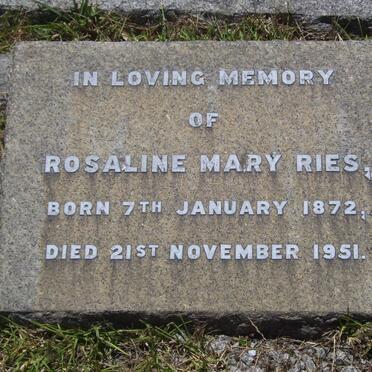 IN LOVING MEMORY
OF
ROSALINE MARY RIES,
BORN 7TH JANUARY 1872,
DIED 21ST NOVEMBER 1951.